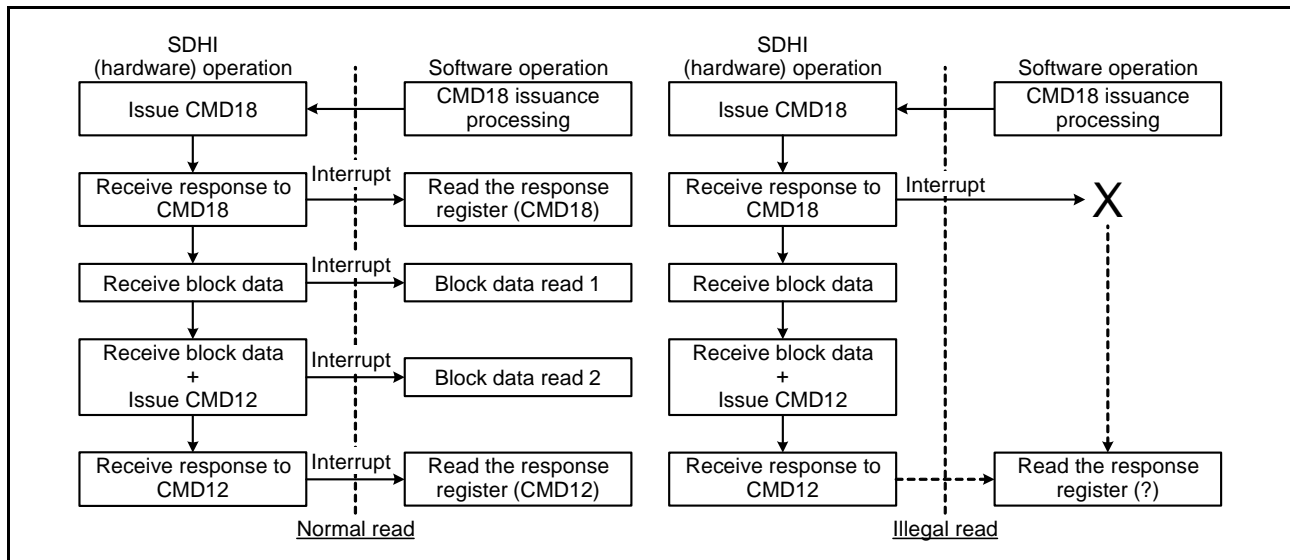 SDHI
(hardware) operation
Software operation
Issue CMD18
CMD18 issuance
processing
Receive response to
CMD18
Interrupt
Read the response
register (CMD18)
Receive block data
Interrupt
Block data read 1
Receive block data
+
Issue CMD12
Interrupt
Block data read 2
Receive response to
CMD12
Interrupt
Read the response
register (CMD12)
Normal read
SDHI
(hardware) operation
Software operation
Issue CMD18
CMD18 issuance
processing
Receive response to
CMD18
Interrupt
X
Receive block data
Receive block data
+
Issue CMD12
Receive response to
CMD12
Read the response
register (?)
Illegal read